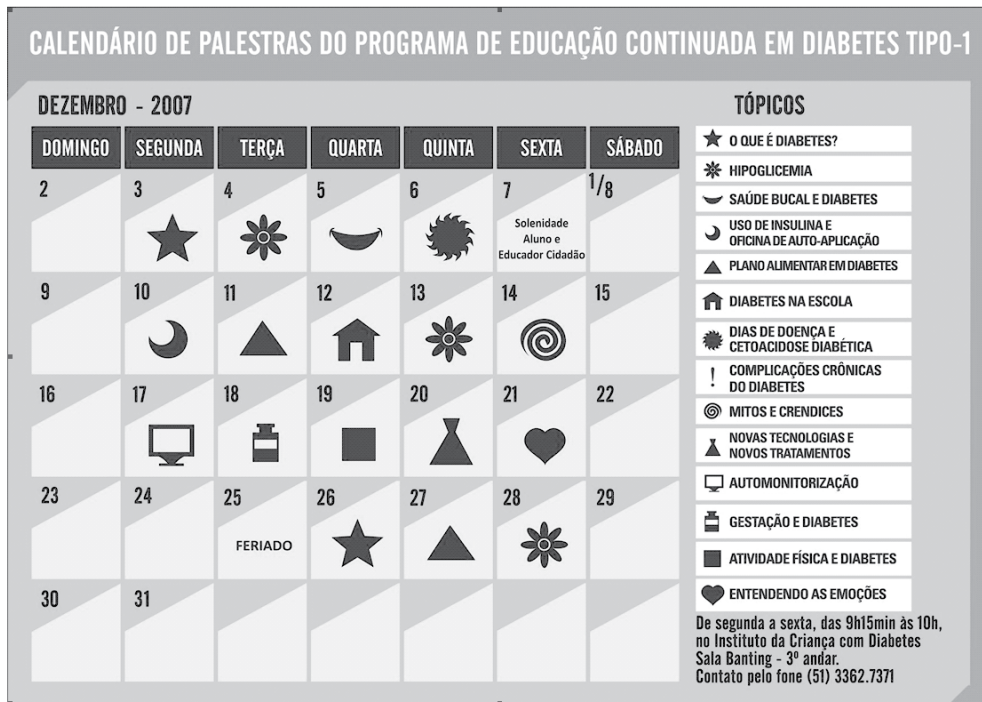 CALENDÁRIO DE PALESTRAS DO PROGRAMA DE EDUCAÇÃO CONTINUADA EM DIABETES TIPO-1
DEZEMBRO - 2007
DOMINGO SEGUNDA TERÇA QUARTA QUINTA SEXTA SÁBADO
2 3 4 5 6 7 1/8
Solenidade
Aluno e
Educador Cidadão
9 10 11 12 13 14 15
16 17 18 19 20 21 22
23 24 25 26 27 28 29
FERIADO
30 31
TÓPICOS
O QUE É DIABETES?
HIPOGLICEMIA
SAÚDE BUCAL E DIABETES
USO DE INSULINA E
OFICINA DE AUTO-APLICAÇÃO
PLANO ALIMENTAR EM DIABETES
DIABETES NA ESCOLA
DIAS DE DOENÇA E
CETOACIDOSE DIABÉTICA
! COMPLICAÇÕES CRÔNICAS
DO DIABETES
MITOS E CRENDICES
NOVAS TECNOLOGIAS E
NOVOS TRATAMENTOS
AUTOMONITORIZAÇÃO
GESTAÇÃO E DIABETES
ATIVIDADE FÍSICA E DIABETES
ENTENDENDO AS EMOÇÕES
De segunda a sexta, das 9h15min às 10h,
no Instituto da Criança com Diabetes
Sala Banting - 3º andar.
Contato pelo fone (51) 3362.7371